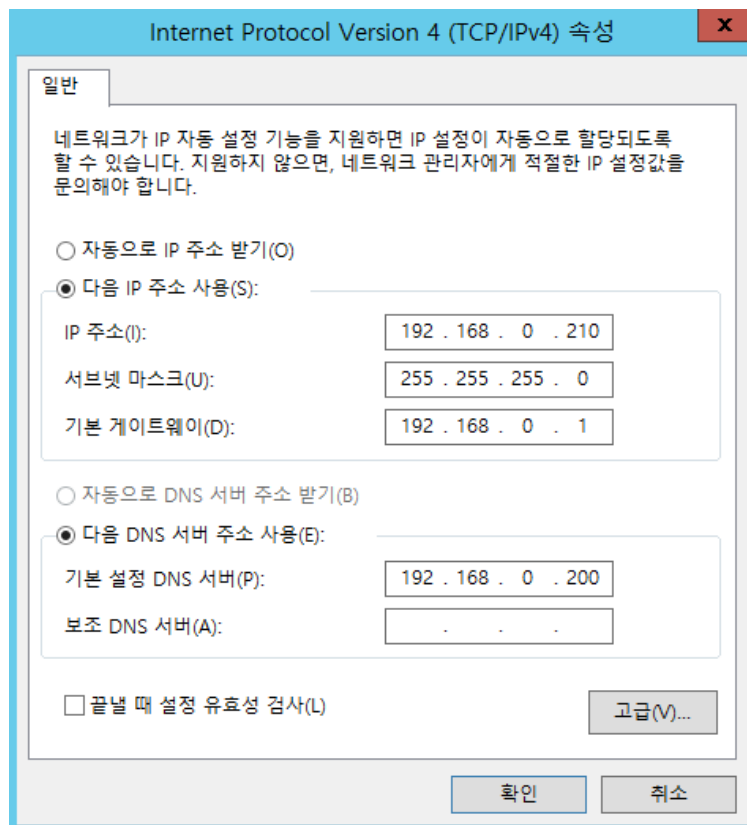 Internet Protocol Version 4 (TCP/IPv4) 속성
x
일반
네트워크가 IP 자동 설정 기능을 지원하면 IP 설정이 자동으로 할당되도록
할 수 있습니다. 지원하지 않으면, 네트워크 관리자에게 적절한 IP 설정값을
문의해야 합니다.
자동으로 IP 주소 받기(O)
다음 IP 주소 사용(S):
IP 주소(I): 192 . 168 . 0 . 210
서브넷 마스크(U): 255 . 255 . 255 . 0
기본 게이트웨이(D): 192 . 168 . 0 . 1
자동으로 DNS 서버 주소 받기(B)
다음 DNS 서버 주소 사용(E):
기본 설정 DNS 서버(P): 192 . 168 . 0 . 200
보조 DNS 서버(A): . . .
끝낼 때 설정 유효성 검사(L)
고급(V)...
확인 취소